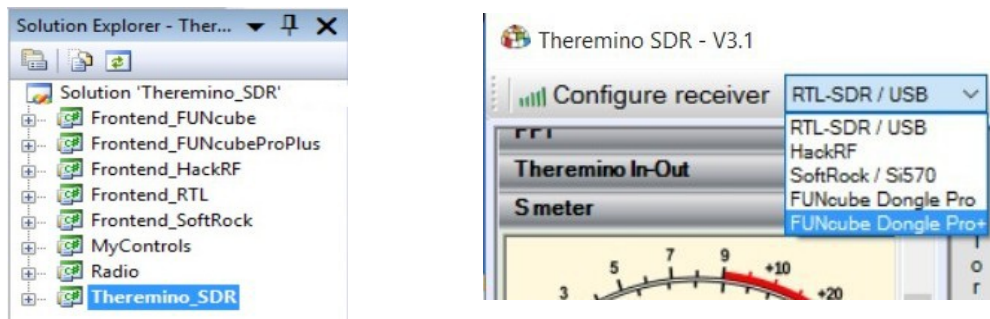 Solution Explorer - Ther...
Solution 'Theremino_SDR'
Frontend_FUNcube
Frontend_FUNcubeProPlus
Frontend_HackRF
Frontend_RTL
Frontend_SoftRock
MyControls
Radio
Theremino_SDR
Theremino SDR - V3.1
Configure receiver
RTL-SDR / USB
RTL-SDR / USB
HackRF
SoftRock / Si570
FUNcube Dongle Pro
FUNcube Dongle Pro+
Theremino In-Out
S meter
3 5 7 9 +10 +20
o
r